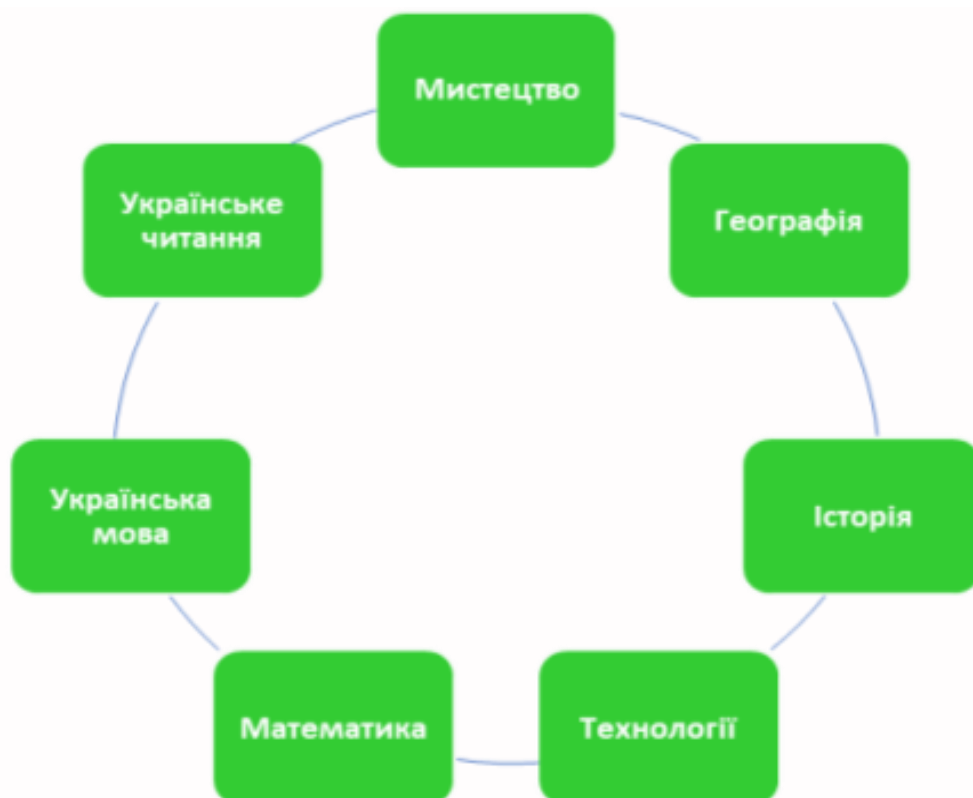 Мистецтво
Географія
Історія
Технології
Математика
Українська
мова
Українське
читання